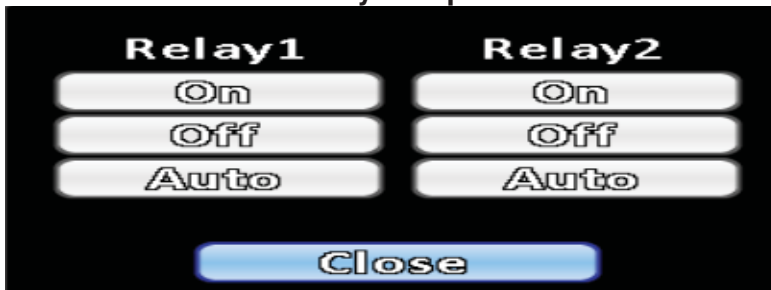 Relay1 Relay2
On On
Off Off
Auto Auto
Close